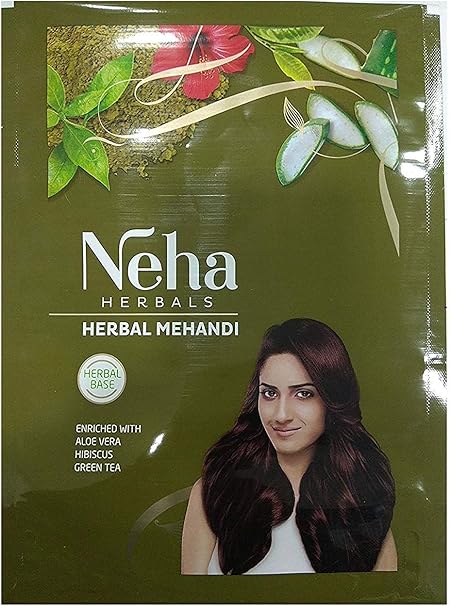 Neha
HERBALS
HERBAL MEHANDI
HERBAL
BASE
ENRICHED WITH
ALOE VERA
HIBISCUS
GREEN TEA